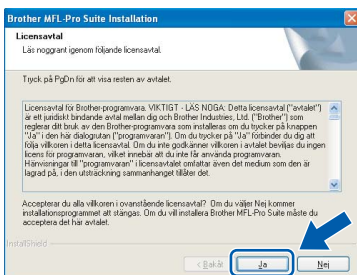 Brother MFL-Pro Suite Installation
Licensavtal
Läs noggrant igenom följande licensavtal.
Tryck på PgDn för att visa resten av avtalet.
Licensavtal för Brother-programvara. VIKTIGT - LÄS NOGA: Detta licensavtal ("avtalet")
är ett juridiskt bindande avtal mellan dig och Brother Industries, Ltd. ("Brother") som
reglerar ditt bruk av den Brother-programvara som installeras om du trycker på knappen
"Ja" i den här dialogrutan ("programvaran"). Om du trycker på "Ja" förbinder du dig att
följa villkoren i detta licensavtal. Om du inte godkänner villkoren i avtalet beviljas du ingen
licens för programvaran, vilket innebär att du inte får använda programvaran.
Hänvisningar till "programvaran" i licensavtalet omfattar även det medium som den är
lagrad på, i den utsträckning sammanhanget tillåter det.
Accepterar du alla villkoren i ovanstående licensavtal? Om du väljer Nej kommer
installationsprogrammet att stängas. Om du vill installera Brother MFL-Pro Suite måste du
acceptera det här avtalet.
InstallShield
< Bakåt Ja Nej